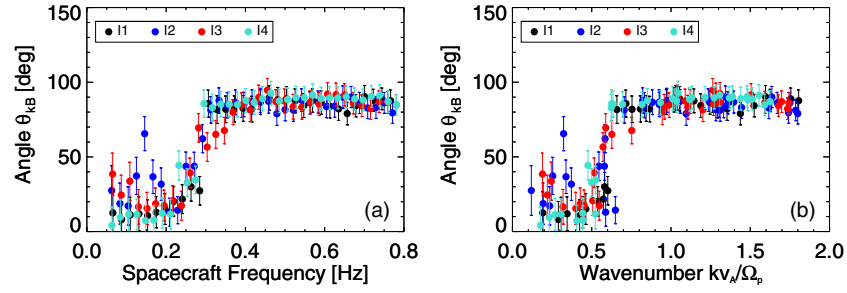 150
I1 I2 I3 I4
100
50
0
Angle θkB [deg]
(a)
0.0 0.2 0.4 0.6 0.8
Spacecraft Frequency [Hz]
150
I1 I2 I3 I4
100
50
0
Angle θkB [deg]
(b)
0.0 0.5 1.0 1.5 2.0
Wavenumber kvA/Ωp